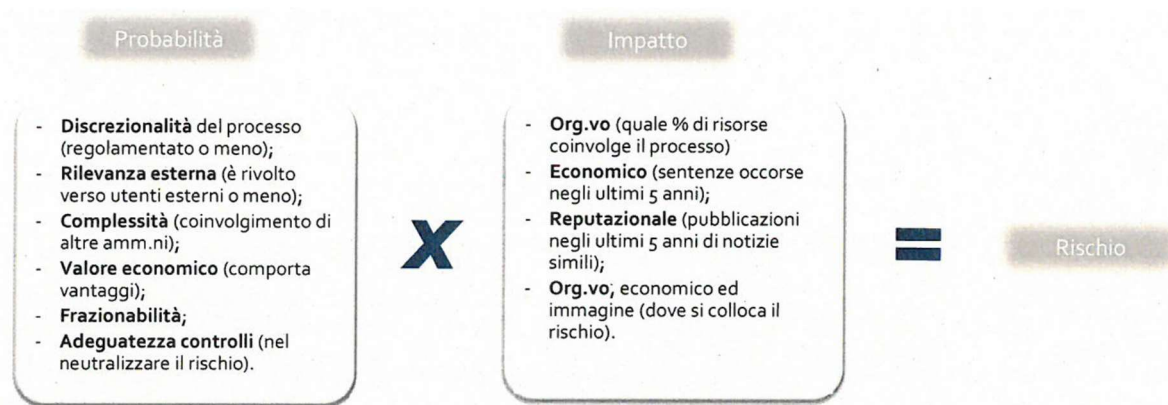 Probabilità
- Discrezionalità del processo
(regolamentato o meno);
- Rilevanza esterna (è rivolto
verso utenti esterni o meno);
- Complessità (coinvolgimento di
altre amm.ni);
- Valore economico (comporta
vantaggi);
- Frazionabilità;
- Adeguatezza controlli (nel
neutralizzare il rischio).
X
Impatto
- Org.vo (quale % di risorse
coinvolge il processo)
- Economico (sentenze occorse
negli ultimi 5 anni);
- Reputazionale (pubblicazioni
negli ultimi 5 anni di notizie
simili);
- Org.vo, economico ed
immagine (dove si colloca il
rischio).
=
Rischio